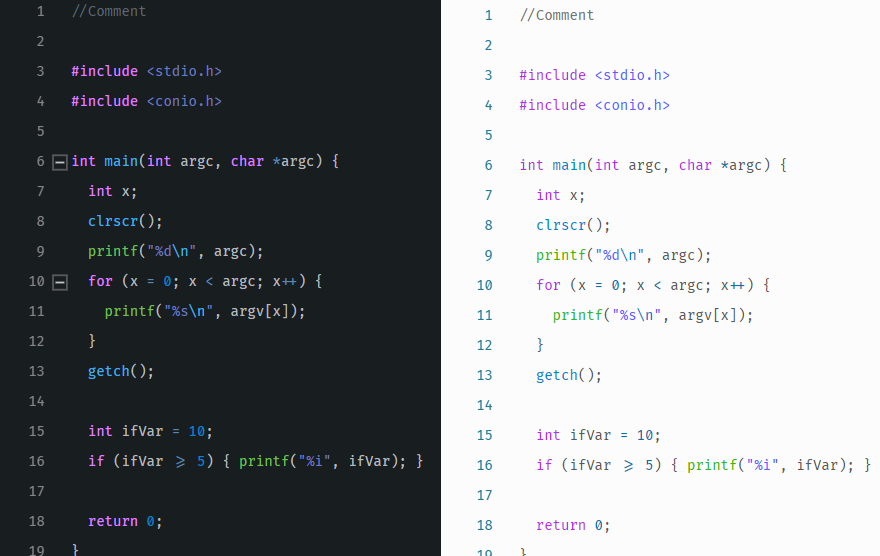 1 //Comment
2
3 #include <stdio.h>
4 #include <conio.h>
5
6 int main(int argc, char *argc) {
7 int x;
8 clrscr();
9 printf("%d\n", argc);
10 for (x = 0; x < argc; x++) {
11 printf("%s\n", argv[x]);
12 }
13 getch();
14
15 int ifVar = 10;
16 if (ifVar >= 5) { printf("%i", ifVar); }
17
18 return 0;
19 }
1 //Comment
2
3 #include <stdio.h>
4 #include <conio.h>
5
6 int main(int argc, char *argc) {
7 int x;
8 clrscr();
9 printf("%d\n", argc);
10 for (x = 0; x < argc; x++) {
11 printf("%s\n", argv[x]);
12 }
13 getch();
14
15 int ifVar = 10;
16 if (ifVar >= 5) { printf("%i", ifVar); }
17
18 return 0;
19 }